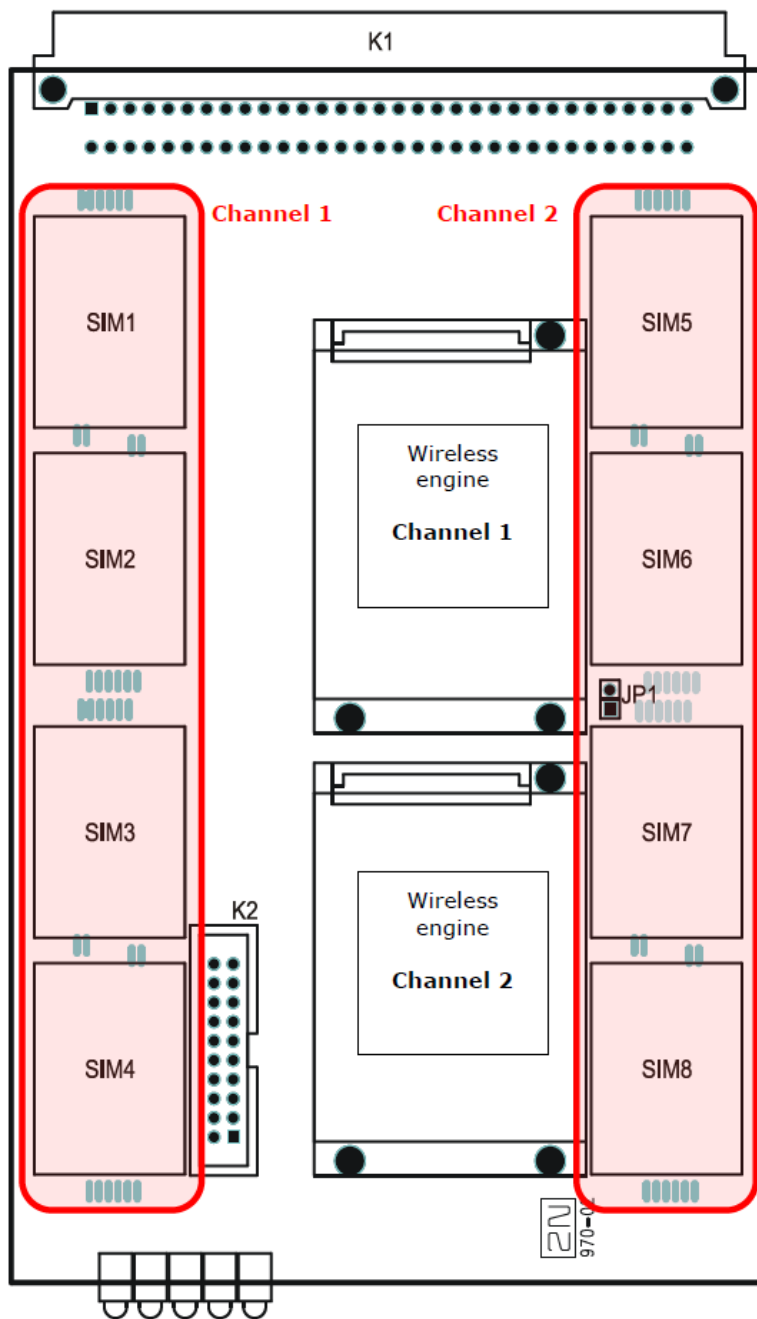 K1
Channel 1
Channel 2
SIM1
SIM5
Wireless
engine
Channel 1
SIM2
SIM6
JP1
SIM3
SIM7
K2
Wireless
engine
Channel 2
SIM4
SIM8
2N